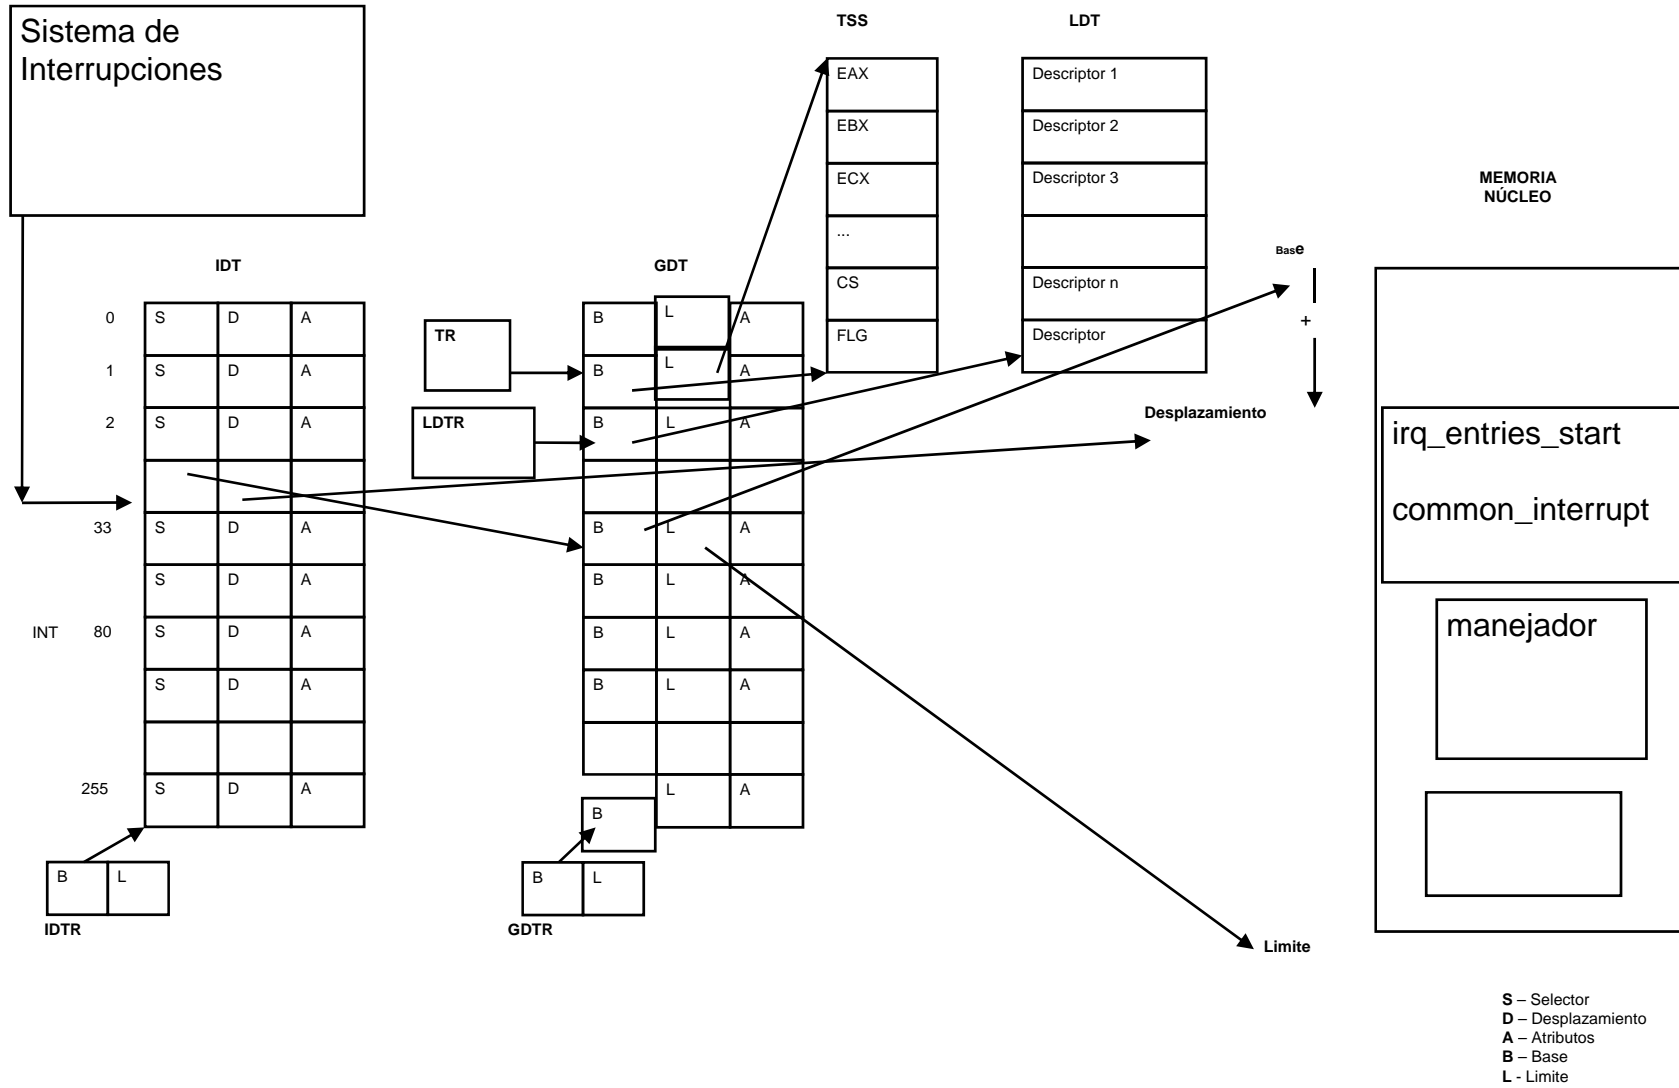 Sistema de
Interrupciones
TSS
LDT
EAX
EBX
ECX
...
CS
FLG
Descriptor 1
Descriptor 2
Descriptor 3
Descriptor n
Descriptor
MEMORIA
NÚCLEO
Base
+
Desplazamiento
IDT
0 S D A
1 S D A
2 S D A
33 S D A
S D A
INT 80 S D A
S D A
255 S D A
B L
IDTR
TR
LDTR
GDT
B L A
B L A
B L A
B L A
B L A
B L A
B L A
B L A
B L
GDTR
Limite
irq_entries_start
common_interrupt
manejador
S – Selector
D – Desplazamiento
A – Atributos
B – Base
L - Limite